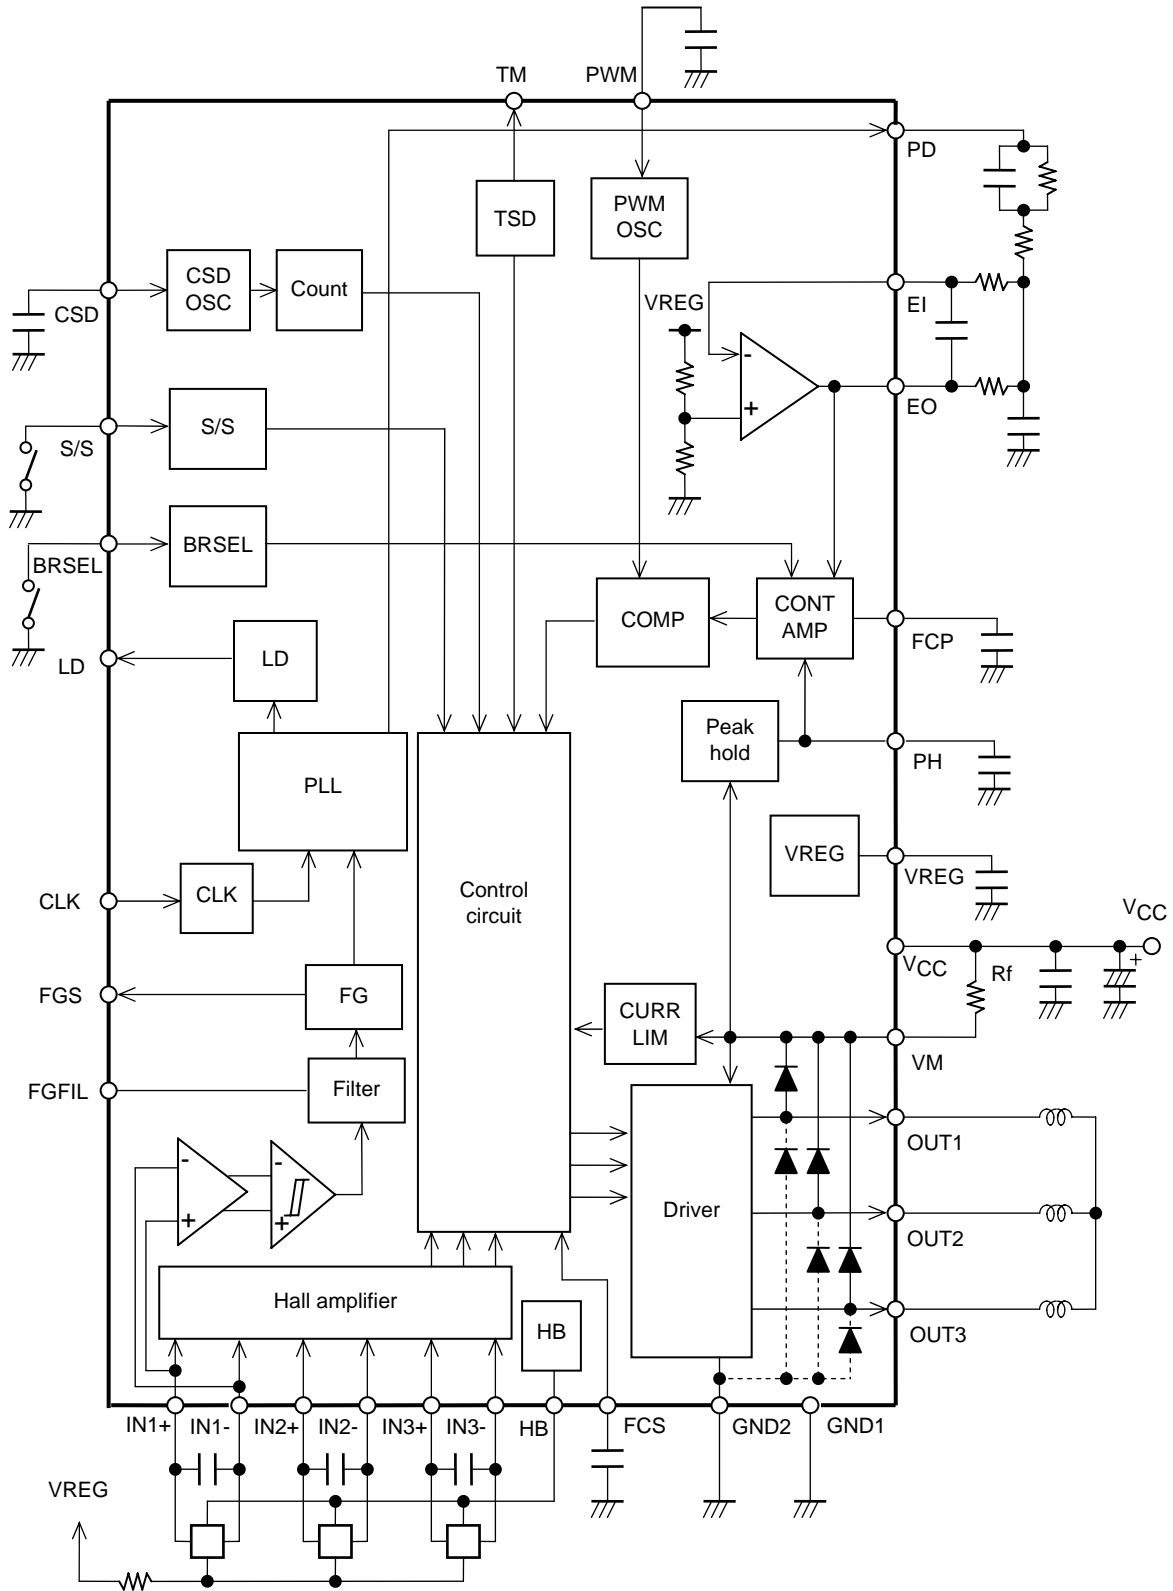 TM
PWM
PD
TSD
PWM
OSC
CSD
OSC
Count
CSD
VREG
EI
-
+
EO
S/S
S/S
BRSEL
BRSEL
COMP
CONT
AMP
FCP
LD
LD
Peak
hold
PH
PLL
VREG
VREG
CLK
CLK
Control
circuit
VCC
VCC
+
Rf
FGS
FG
CURR
LIM
VM
FGFIL
Filter
OUT1
-
+
-
+
Driver
OUT2
Hall amplifier
HB
OUT3
IN1+
IN1-
IN2+
IN2-
IN3+
IN3-
HB
FCS
GND2
GND1
VREG